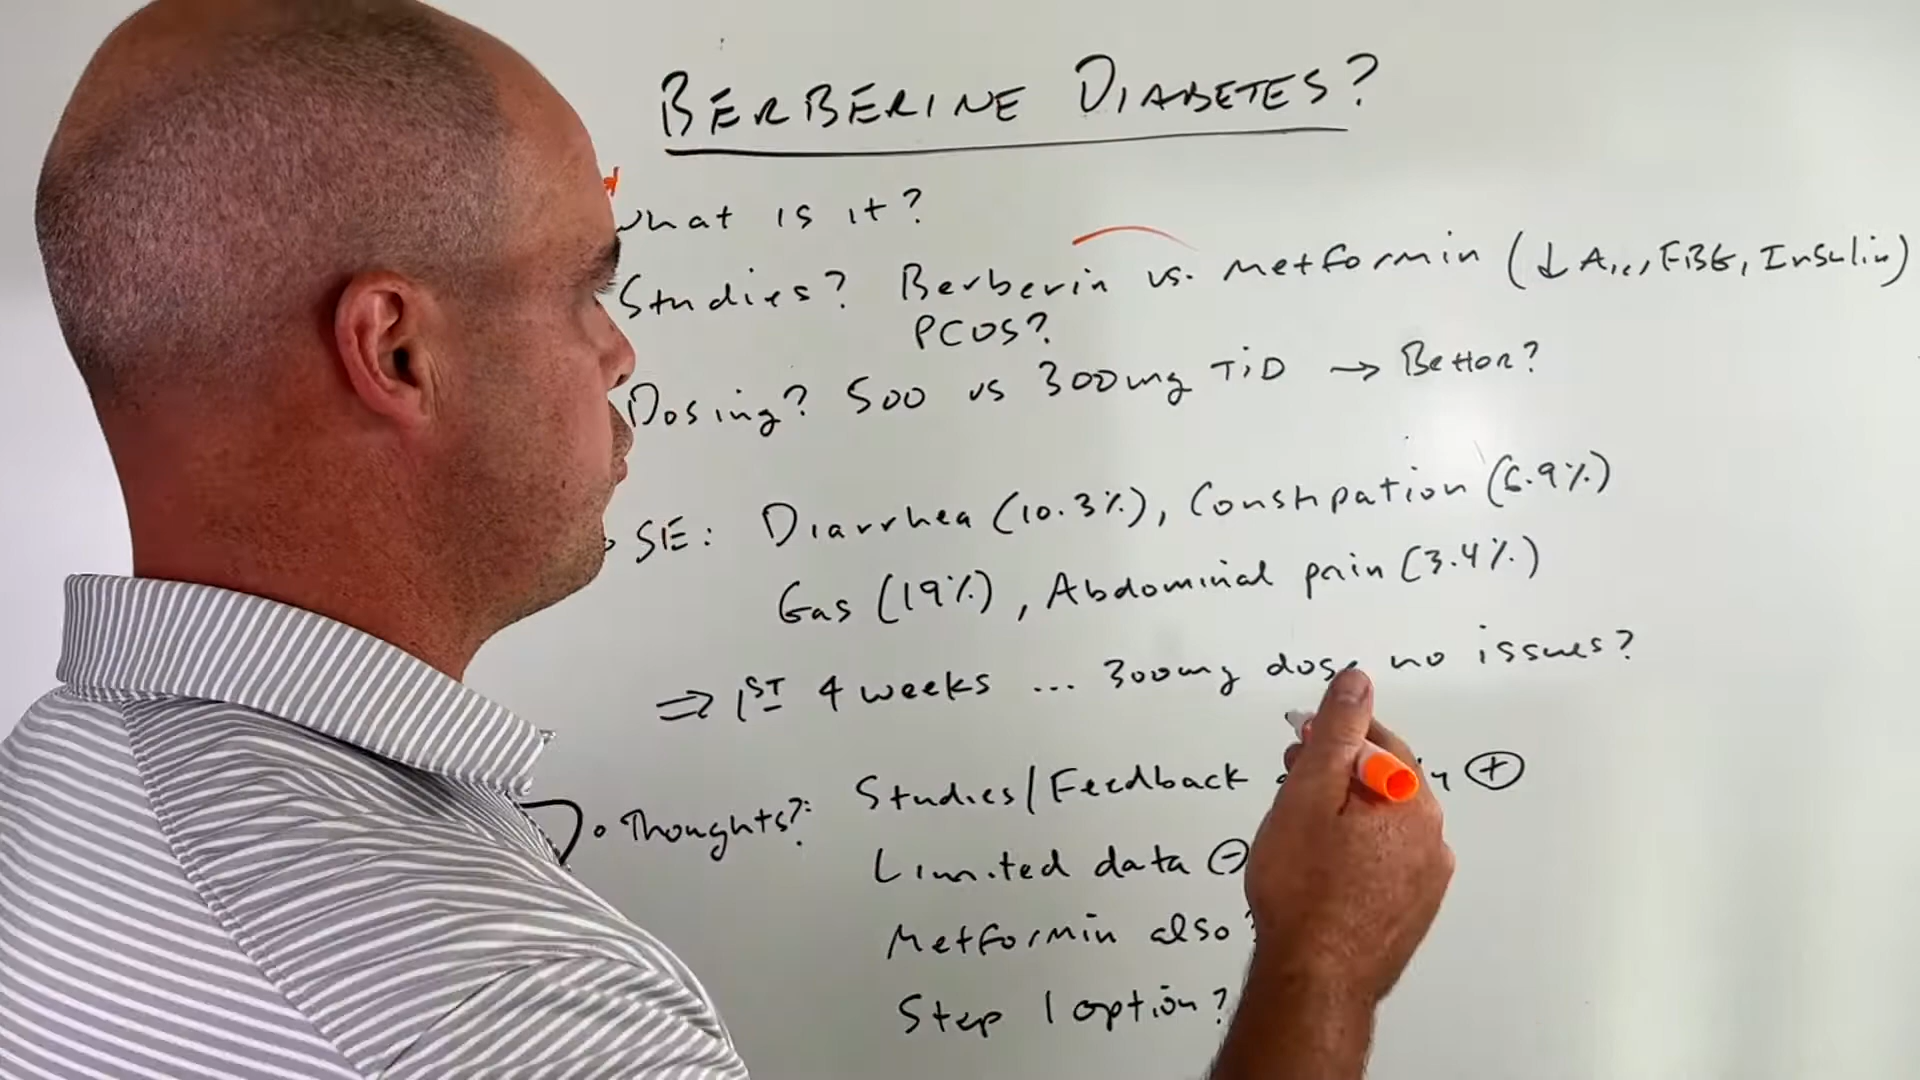 BERBERINE DIABETES?
What is it?
Studies? Berberin vs. Metformin (↓ A1c, FBG, Insulin)
PCOS?
Dosing? 500 vs 300mg TiD → Better?
SE: Diarrhea (10.3%), Constipation (6.9%)
Gas (19%), Abdominal pain (3.4%)
⇒ 1ST 4 weeks ... 300mg dose no issues?
Thoughts?: Studies/Feedback ⊕
Limited data ⊖
Metformin also?
Step 1 option?